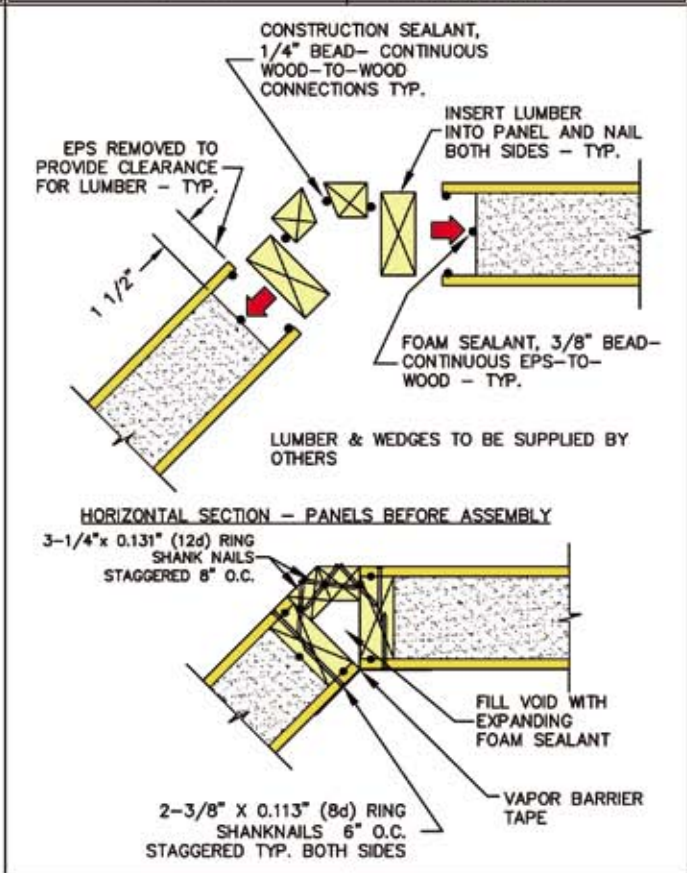 CONSTRUCTION SEALANT,
1/4" BEAD– CONTINUOUS
WOOD–TO–WOOD
CONNECTIONS TYP.
INSERT LUMBER
INTO PANEL AND NAIL
BOTH SIDES – TYP.
EPS REMOVED TO
PROVIDE CLEARANCE
FOR LUMBER – TYP.
1 1/2"
FOAM SEALANT, 3/8" BEAD–
CONTINUOUS EPS–TO–
WOOD – TYP.
LUMBER & WEDGES TO BE SUPPLIED BY
OTHERS
HORIZONTAL SECTION – PANELS BEFORE ASSEMBLY
3–1/4"x 0.131" (12d) RING
SHANK NAILS
STAGGERED 8" O.C.
FILL VOID WITH
EXPANDING
FOAM SEALANT
VAPOR BARRIER
TAPE
2–3/8" X 0.113" (8d) RING
SHANKNAILS 6" O.C.
STAGGERED TYP. BOTH SIDES